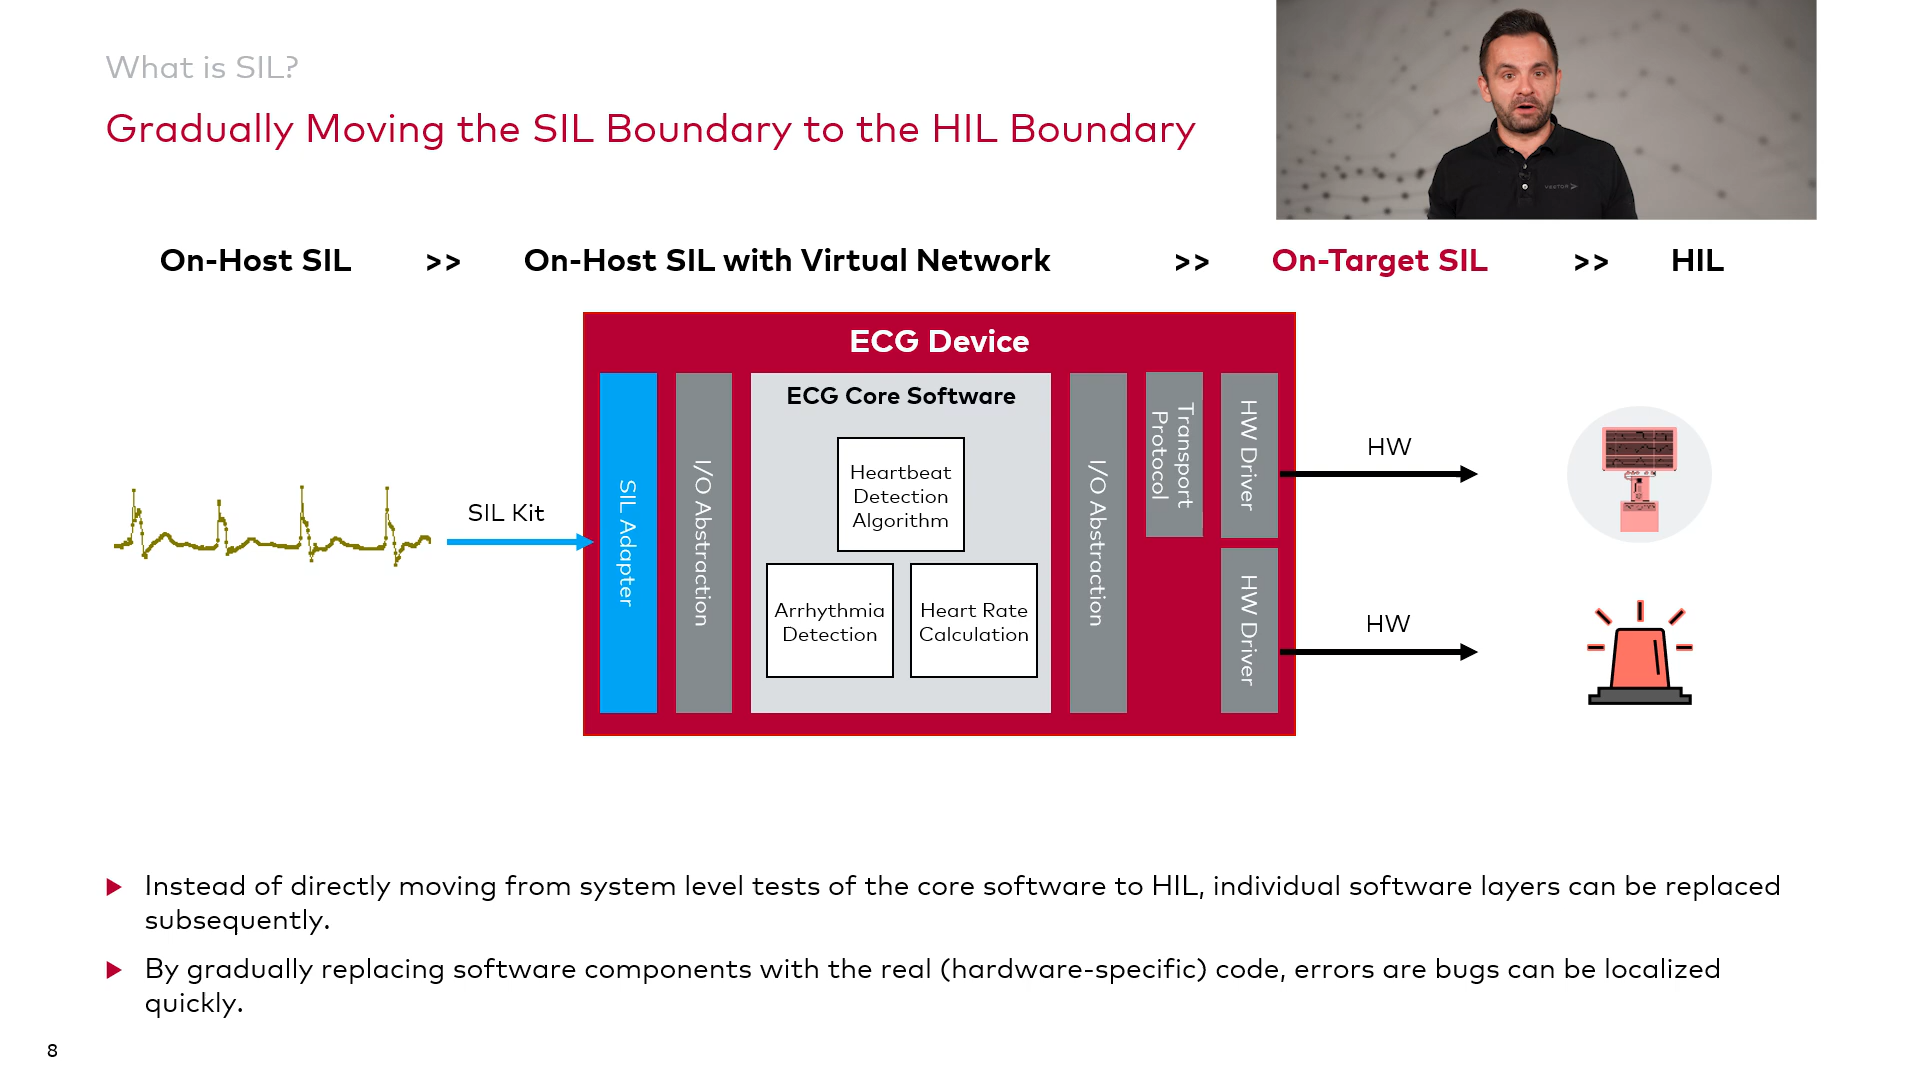 What is SIL?
Gradually Moving the SIL Boundary to the HIL Boundary
VECTOR
On-Host SIL >> On-Host SIL with Virtual Network >> On-Target SIL >> HIL
ECG Device
ECG Core Software
SIL Kit
SIL Adapter
I/O Abstraction
Heartbeat
Detection
Algorithm
Arrhythmia
Detection
Heart Rate
Calculation
I/O Abstraction
Transport
Protocol
HW Driver
HW Driver
HW
HW
Instead of directly moving from system level tests of the core software to HIL, individual software layers can be replaced
subsequently.
By gradually replacing software components with the real (hardware-specific) code, errors are bugs can be localized
quickly.
8